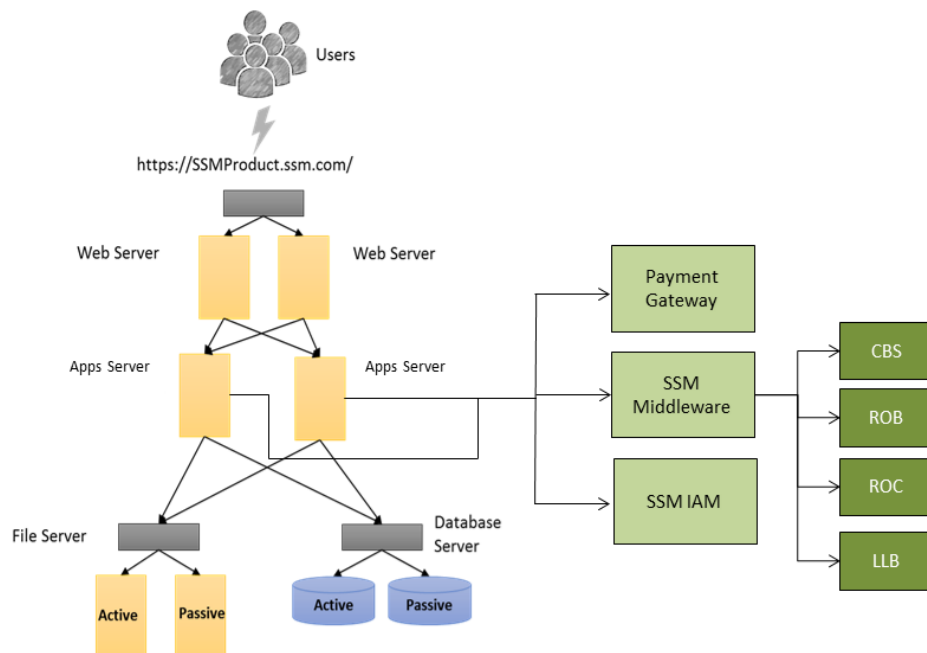 Users
https://SSMProduct.ssm.com/
Web Server
Web Server
Payment
Gateway
Apps Server
Apps Server
SSM
Middleware
CBS
ROB
ROC
SSM IAM
LLB
File Server
Database
Server
Active
Passive
Active
Passive